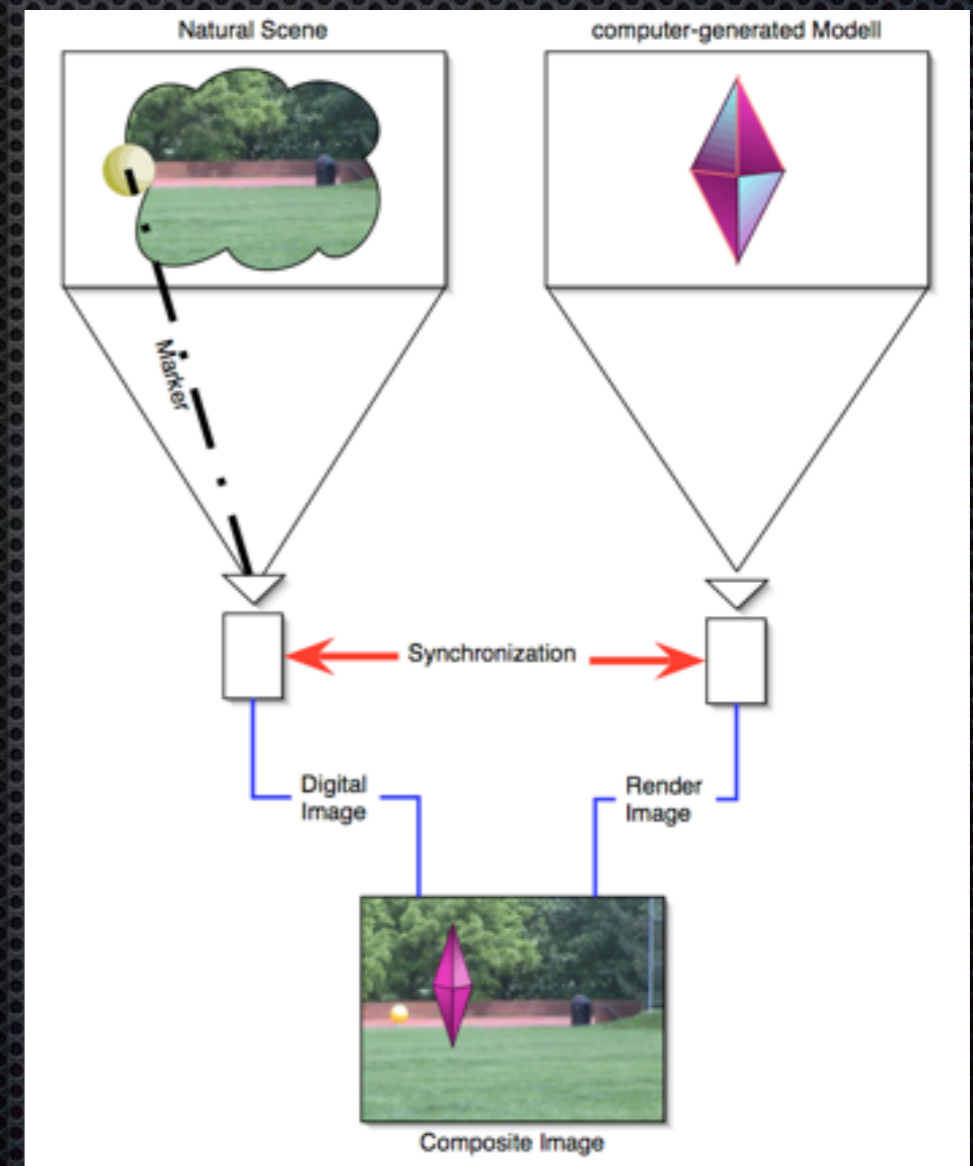 Natural Scene
computer-generated Modell
Marker
Synchronization
Digital
Image
Render
Image
Composite Image